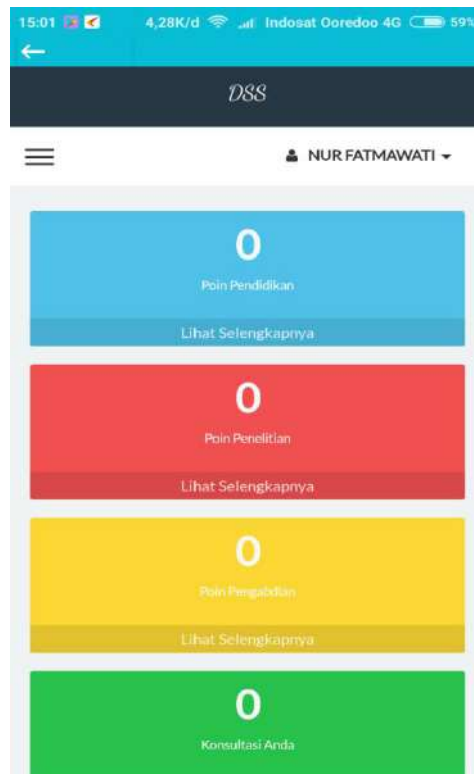 15:01 4,28K/d Indosat Ooredoo 4G 59%
DSS
NUR FATMAWATI
0
Poin Pendidikan
Lihat Selengkapnya
0
Poin Penelitian
Lihat Selengkapnya
0
Poin Pengabdian
Lihat Selengkapnya
0
Konsultasi Anda